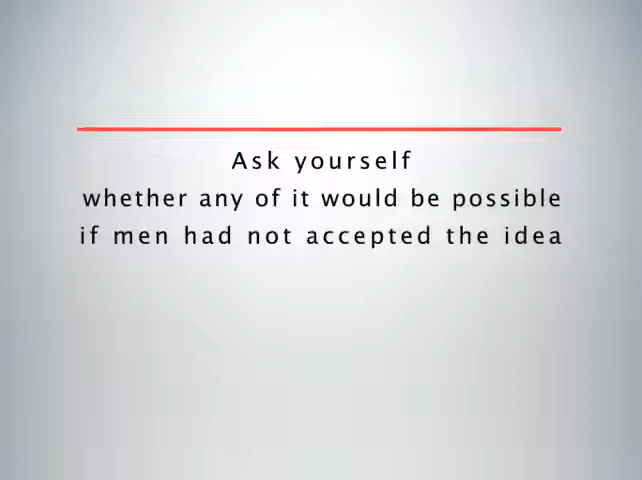 Ask yourself
whether any of it would be possible
if men had not accepted the idea